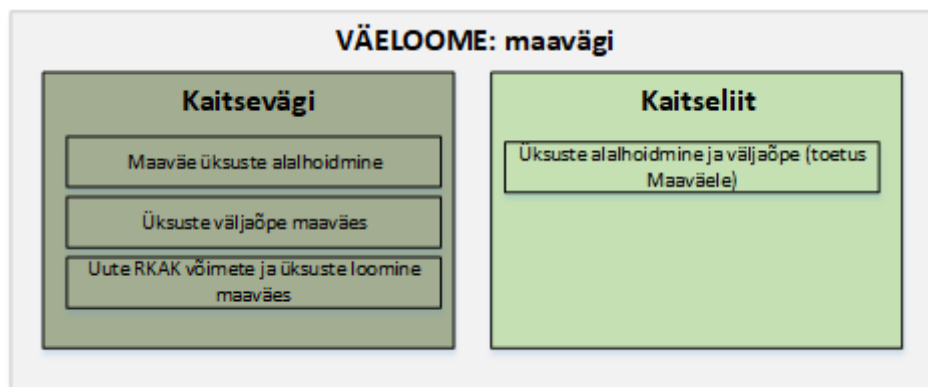 VÄELOOME: maavägi
Kaitsevägi
Maaväe üksuste alalhoidmine
Üksuste väljaõpe maaväes
Uute RKAK võimete ja üksuste loomine
maaväes
Kaitseliit
Üksuste alalhoidmine ja väljaõpe (toetus
Maaväele)